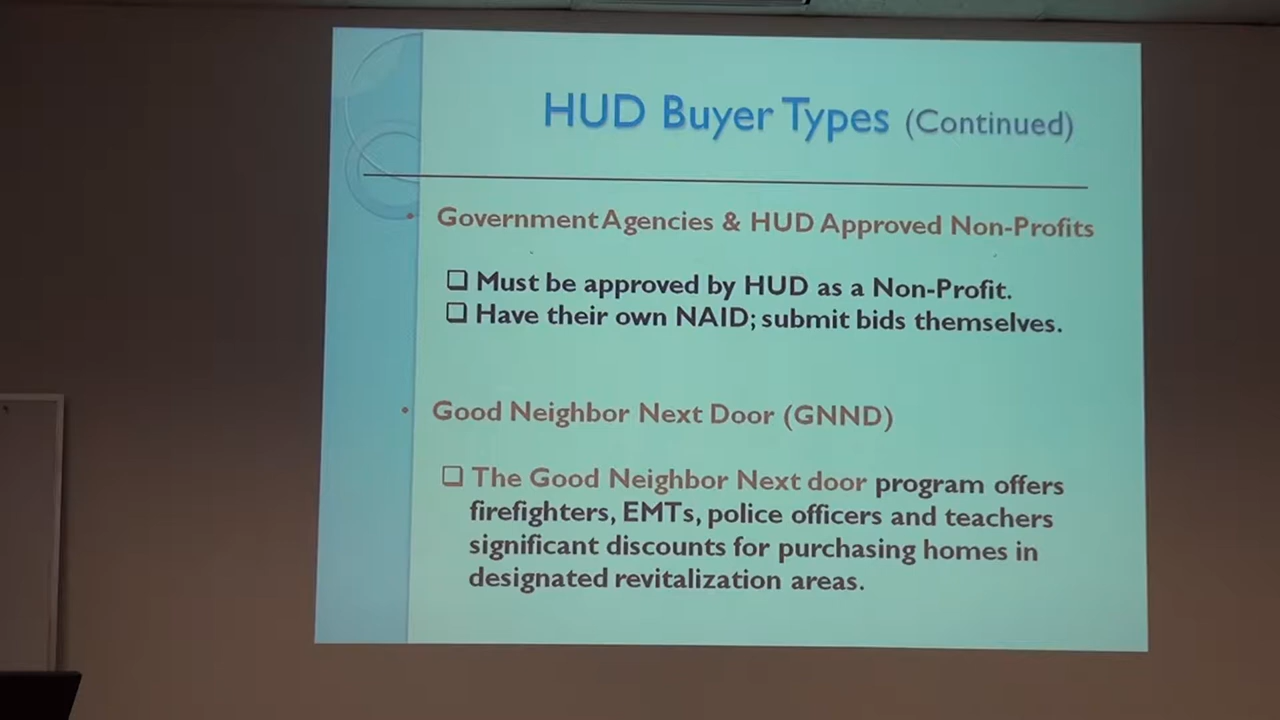 HUD Buyer Types (Continued)
• Government Agencies & HUD Approved Non-Profits
❑ Must be approved by HUD as a Non-Profit.
❑ Have their own NAID; submit bids themselves.
• Good Neighbor Next Door (GNND)
❑ The Good Neighbor Next door program offers
firefighters, EMTs, police officers and teachers
significant discounts for purchasing homes in
designated revitalization areas.